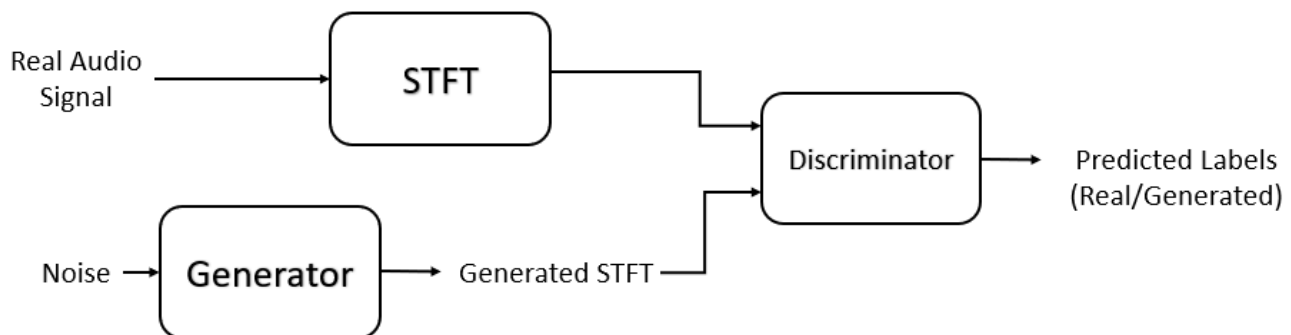 Real Audio
Signal
STFT
Discriminator
Predicted Labels
(Real/Generated)
Noise
Generator
Generated STFT